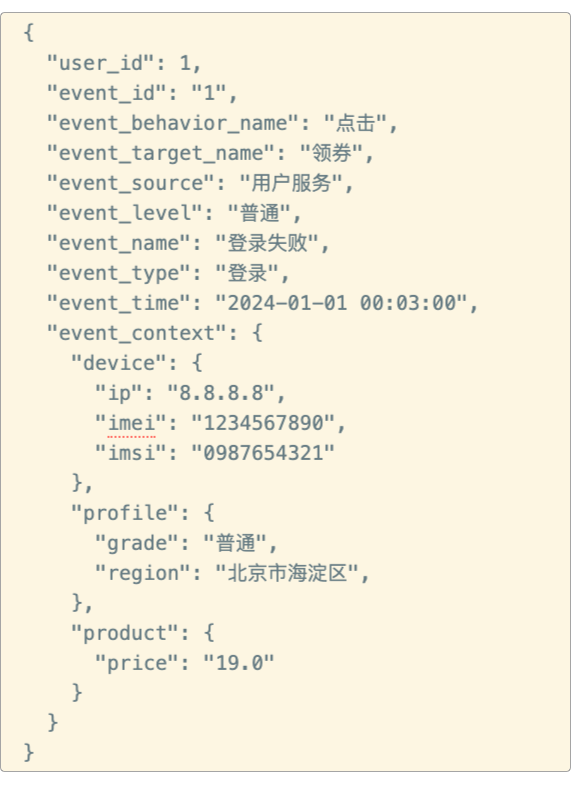 {
  "user_id": 1,
  "event_id": "1",
  "event_behavior_name": "点击",
  "event_target_name": "领券",
  "event_source": "用户服务",
  "event_level": "普通",
  "event_name": "登录失败",
  "event_type": "登录",
  "event_time": "2024-01-01 00:03:00",
  "event_context": {
    "device": {
      "ip": "8.8.8.8",
      "imei": "1234567890",
      "imsi": "0987654321"
    },
    "profile": {
      "grade": "普通",
      "region": "北京市海淀区",
    },
    "product": {
      "price": "19.0"
    }
  }
}